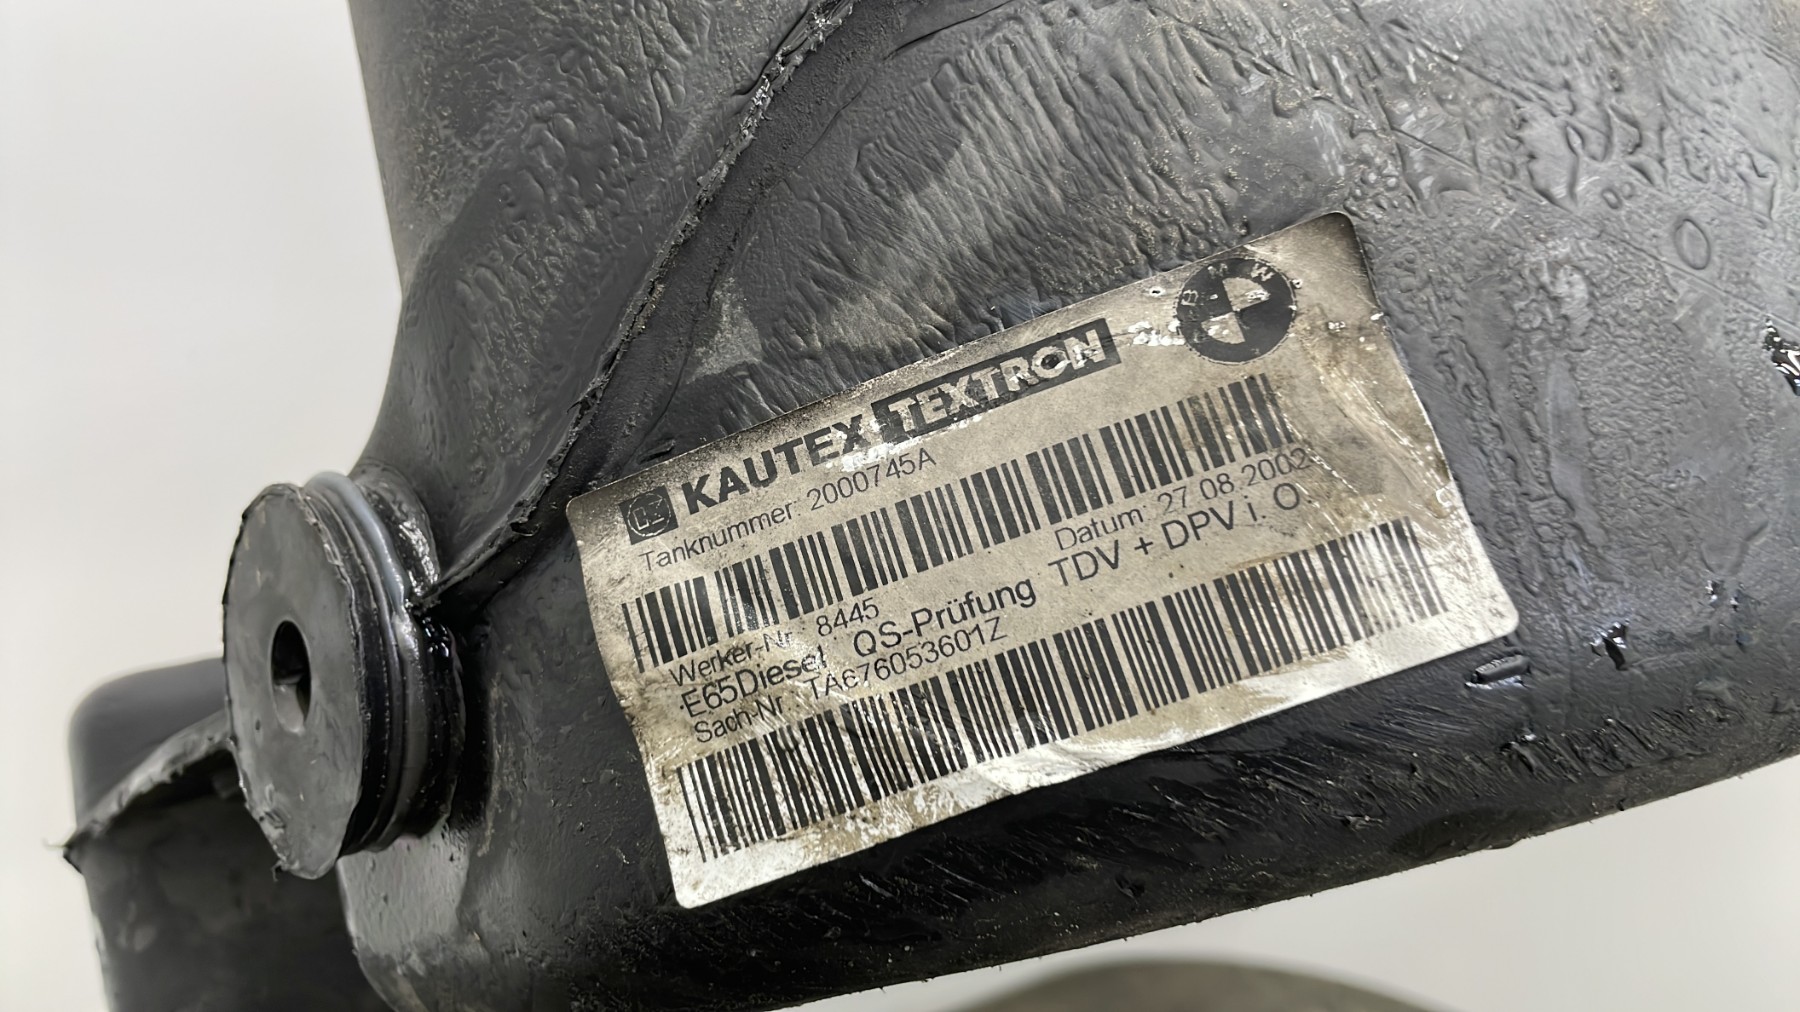 KAUTEX TEXTRON
BMW
Tanknummer: 2000745A
Datum: 27.08.2002
Werker-Nr.: 8445
E65Diesel QS-Prüfung TDV + DPV i. O.
Sach-Nr.: TA676053601Z